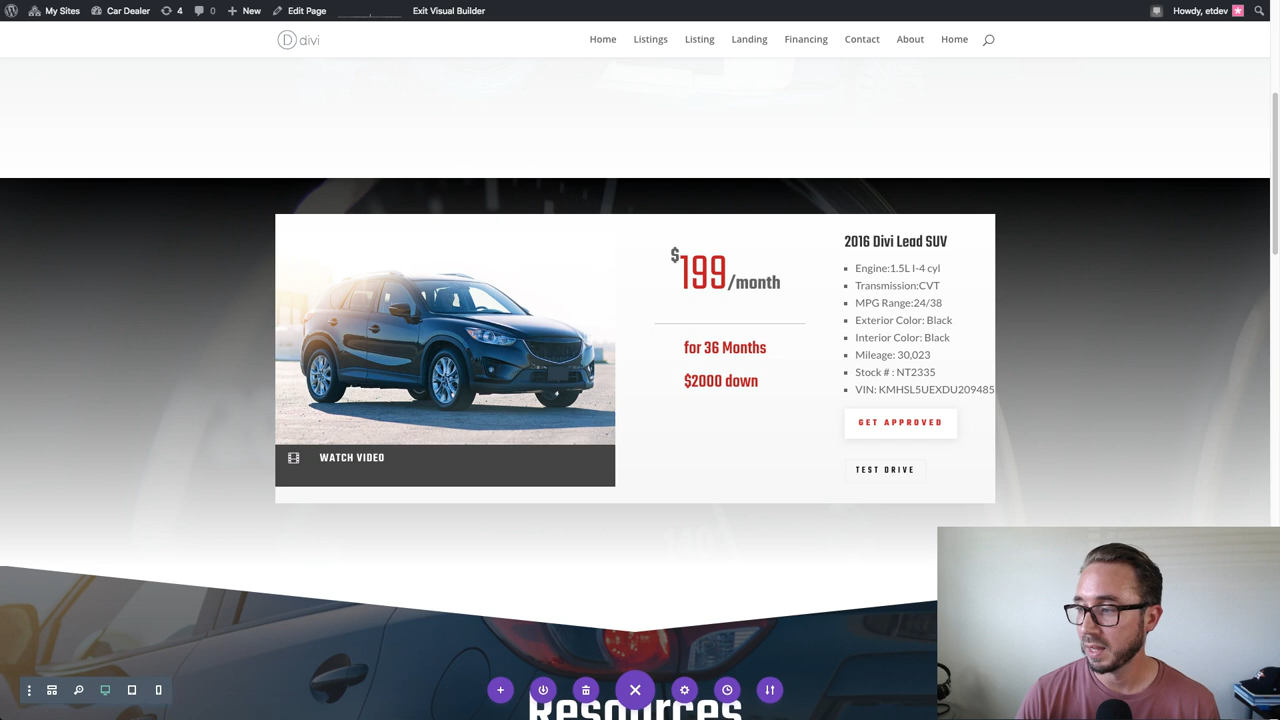 My Sites Car Dealer 4 0 New Edit Page Exit Visual Builder Howdy, etdev
D divi Home Listings Listing Landing Financing Contact About Home
$199/month
for 36 Months
$2000 down
2016 Divi Lead SUV
Engine:1.5L I-4 cyl
Transmission:CVT
MPG Range:24/38
Exterior Color: Black
Interior Color: Black
Mileage: 30,023
Stock # : NT2335
VIN: KMHSL5UEXDU209485
GET APPROVED
TEST DRIVE
WATCH VIDEO
Resources